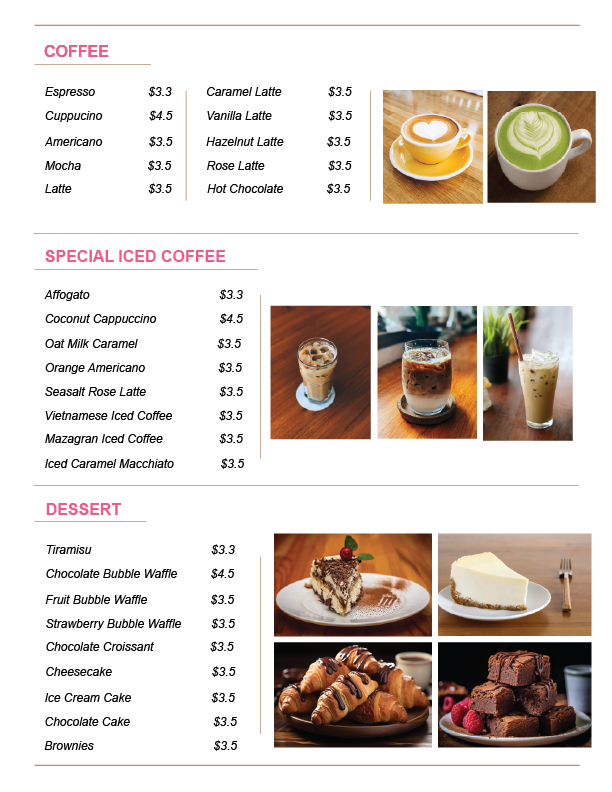 COFFEE
Espresso $3.3
Cuppucino $4.5
Americano $3.5
Mocha $3.5
Latte $3.5
Caramel Latte $3.5
Vanilla Latte $3.5
Hazelnut Latte $3.5
Rose Latte $3.5
Hot Chocolate $3.5
SPECIAL ICED COFFEE
Affogato $3.3
Coconut Cappuccino $4.5
Oat Milk Caramel $3.5
Orange Americano $3.5
Seasalt Rose Latte $3.5
Vietnamese Iced Coffee $3.5
Mazagran Iced Coffee $3.5
Iced Caramel Macchiato $3.5
DESSERT
Tiramisu $3.3
Chocolate Bubble Waffle $4.5
Fruit Bubble Waffle $3.5
Strawberry Bubble Waffle $3.5
Chocolate Croissant $3.5
Cheesecake $3.5
Ice Cream Cake $3.5
Chocolate Cake $3.5
Brownies $3.5